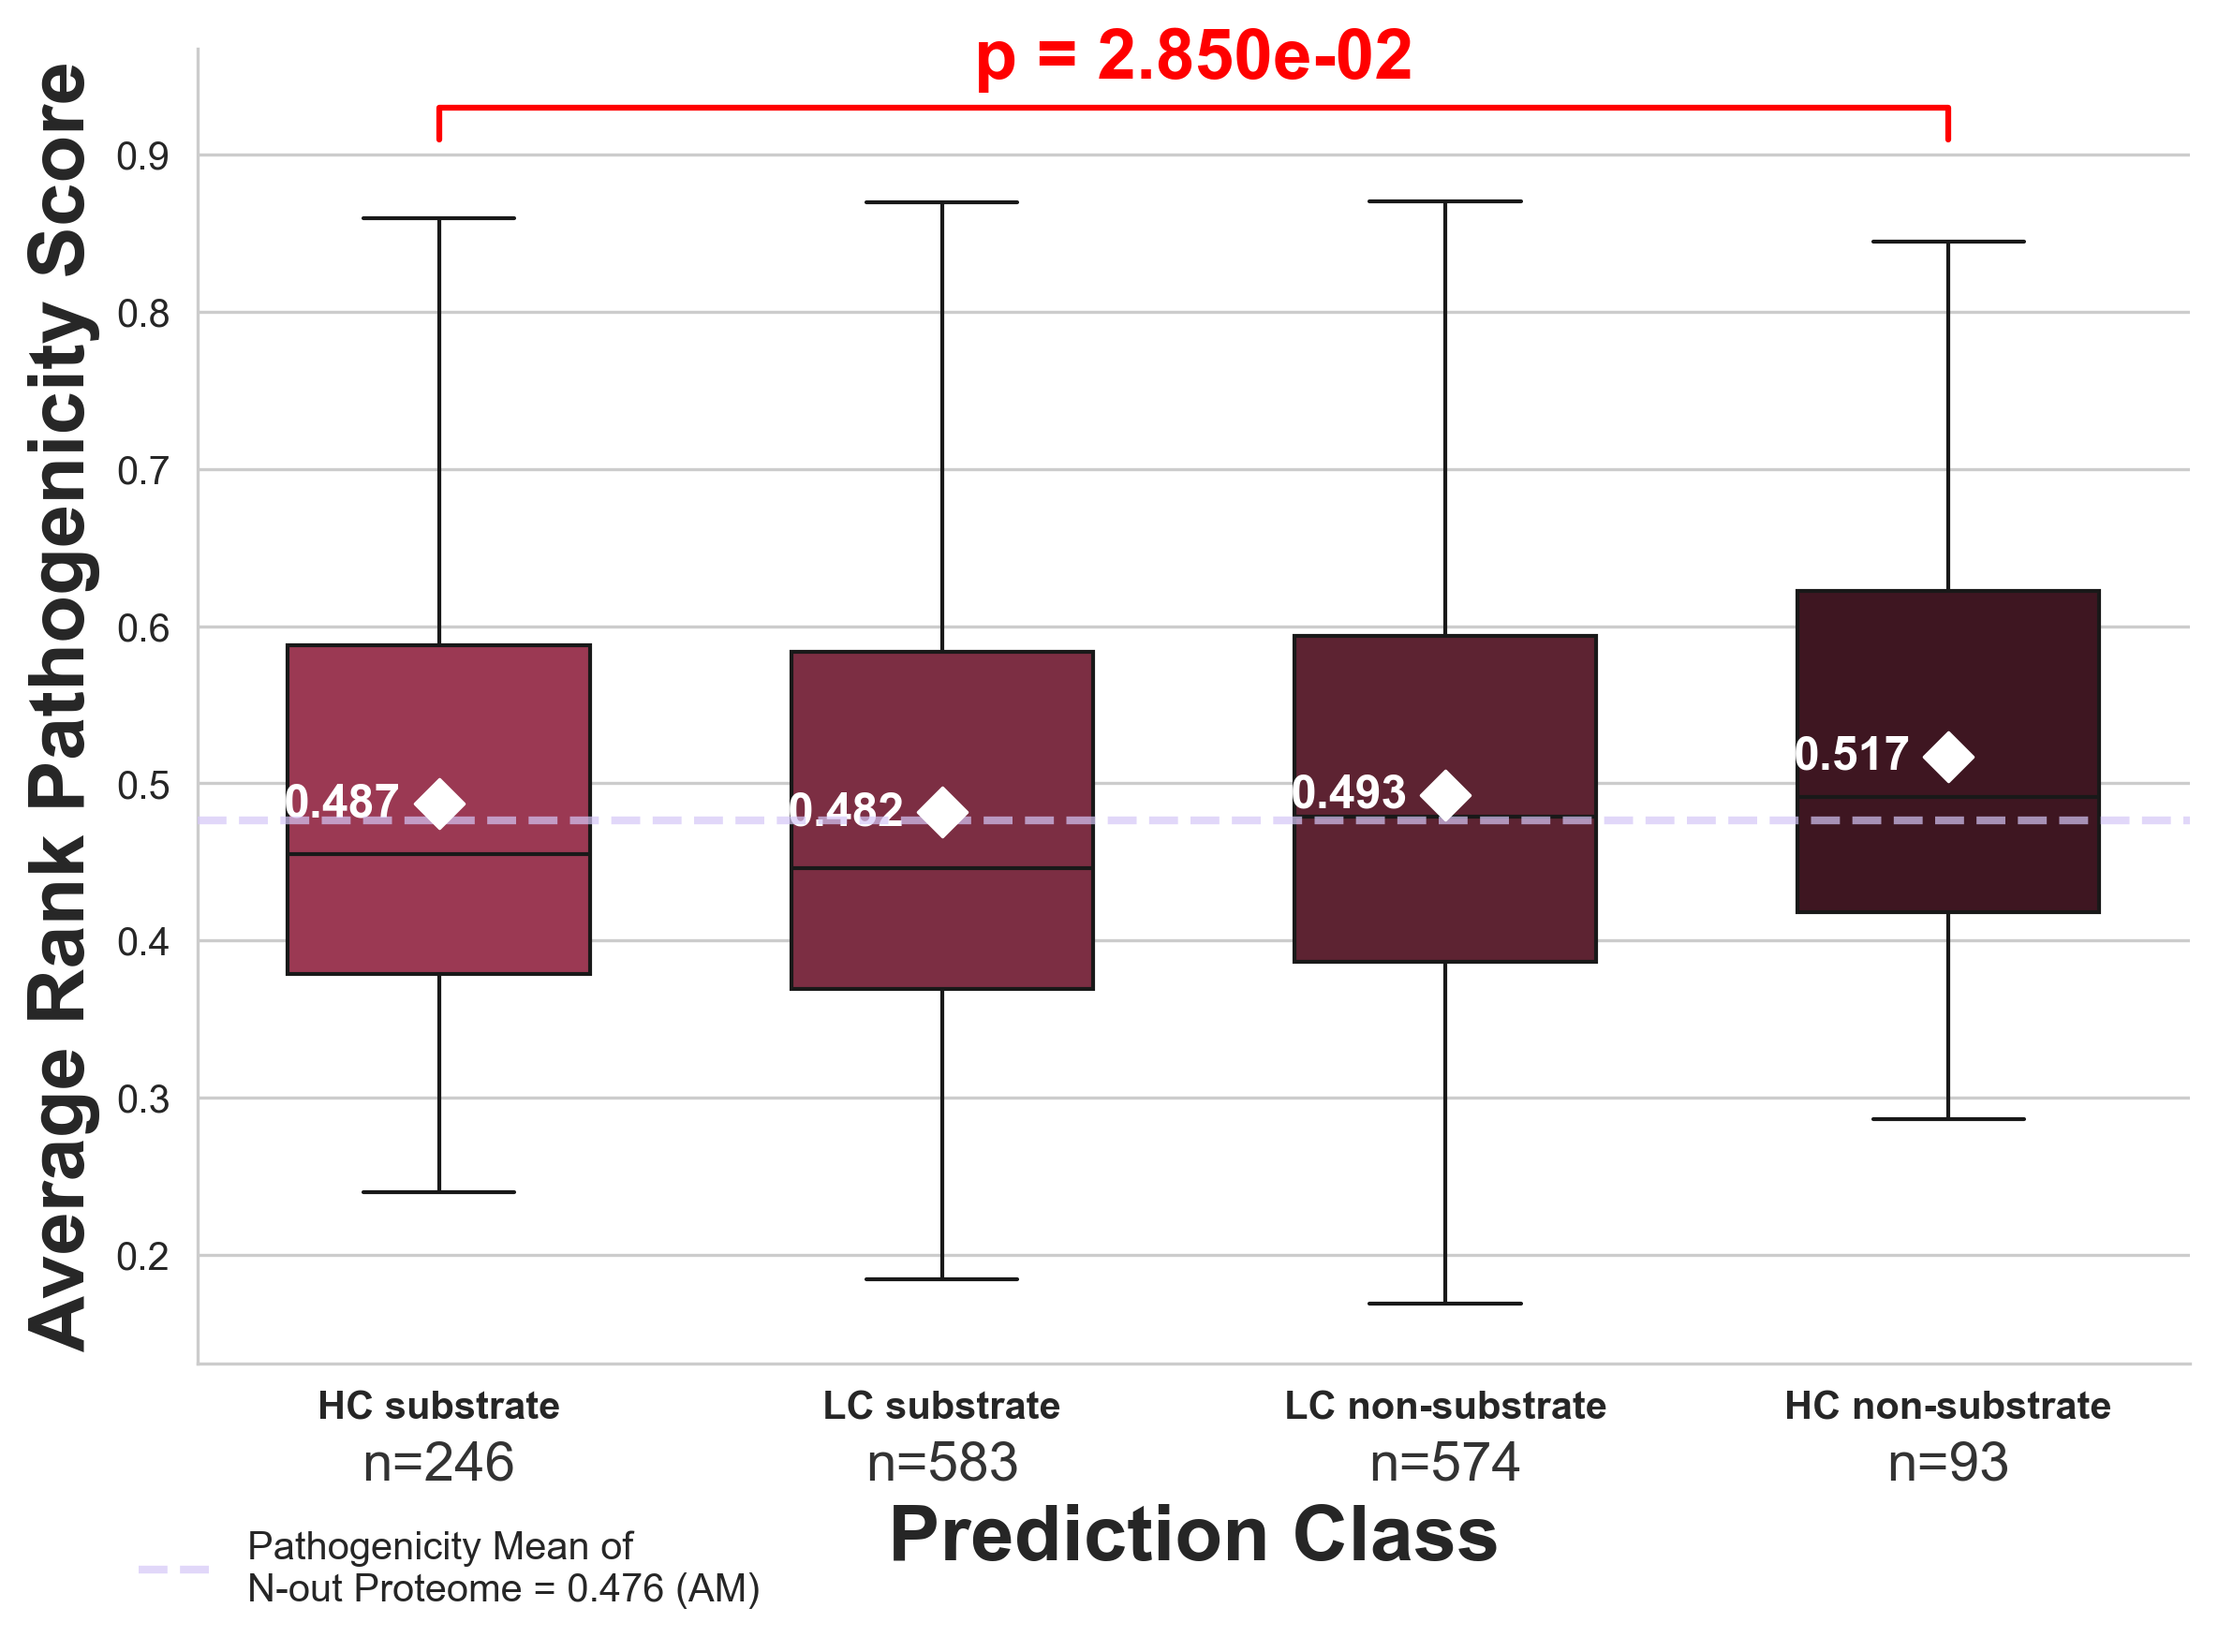 p = 2.850e-02
Average Rank Pathogenicity Score
0.9
0.8
0.7
0.6
0.5
0.4
0.3
0.2
0.487
0.482
0.493
0.517
HC substrate
n=246
LC substrate
n=583
LC non-substrate
n=574
HC non-substrate
n=93
Prediction Class
Pathogenicity Mean of
N-out Proteome = 0.476 (AM)